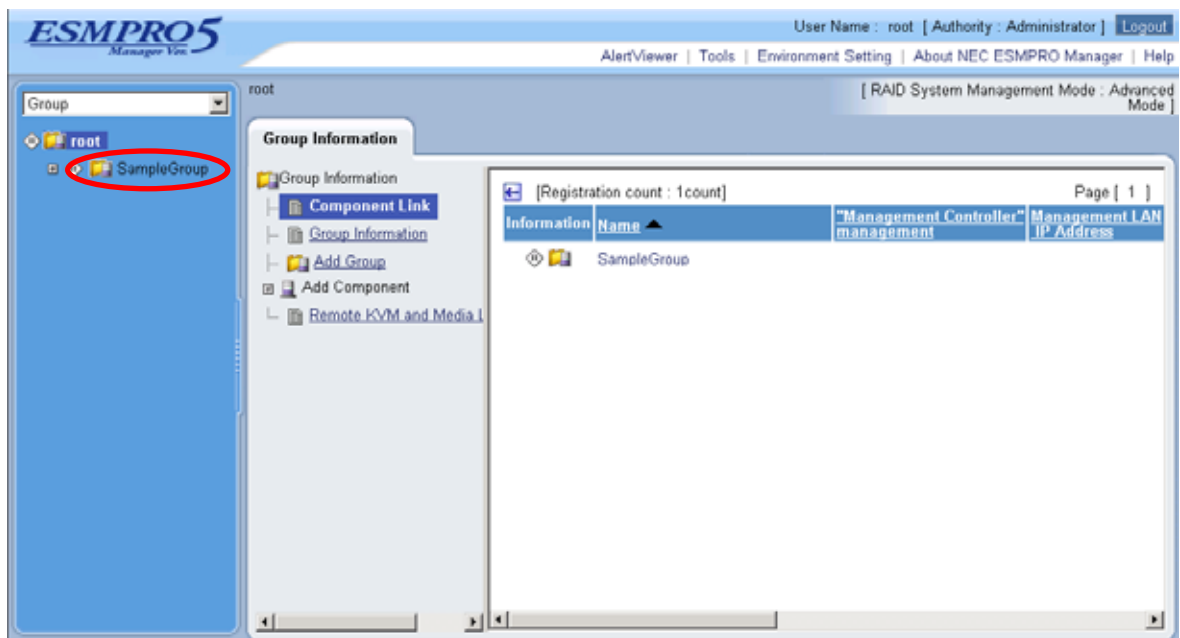 ESMPRO5
Manager Ver.
User Name : root [ Authority : Administrator ] Logout
AlertViewer | Tools | Environment Setting | About NEC ESMPRO Manager | Help
Group
root
SampleGroup
root
[ RAID System Management Mode : Advanced
Mode ]
Group Information
Group Information
Component Link
Group Information
Add Group
Add Component
Remote KVM and Media L
[Registration count : 1count]
Page [ 1 ]
Information Name ▲ "Management Controller" Management LAN
management IP Address
SampleGroup